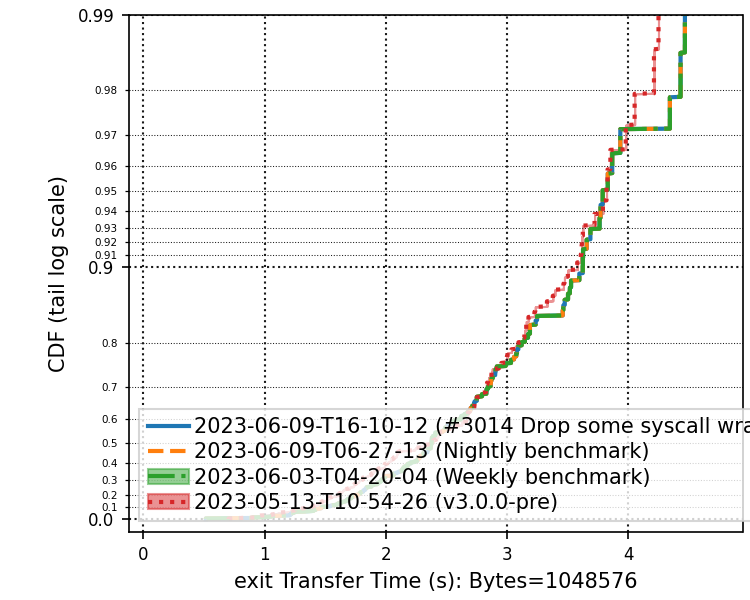 0.99
0.98
0.97
0.96
0.95
0.94
0.93
0.92
0.91
0.9
0.8
0.7
0.6
0.5
0.4
0.3
0.2
0.1
0.0
CDF (tail log scale)
2023-06-09-T16-10-12 (#3014 Drop some syscall wra
2023-06-09-T06-27-13 (Nightly benchmark)
2023-06-03-T04-20-04 (Weekly benchmark)
2023-05-13-T10-54-26 (v3.0.0-pre)
0 1 2 3 4
exit Transfer Time (s): Bytes=1048576